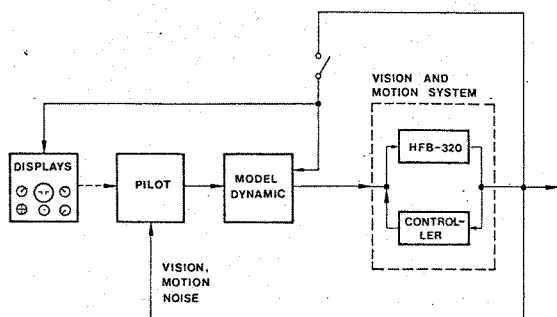 VISION AND
MOTION SYSTEM
HFB-320
DISPLAYS
PILOT
MODEL
DYNAMIC
CONTROL-
LER
VISION,
MOTION
NOISE